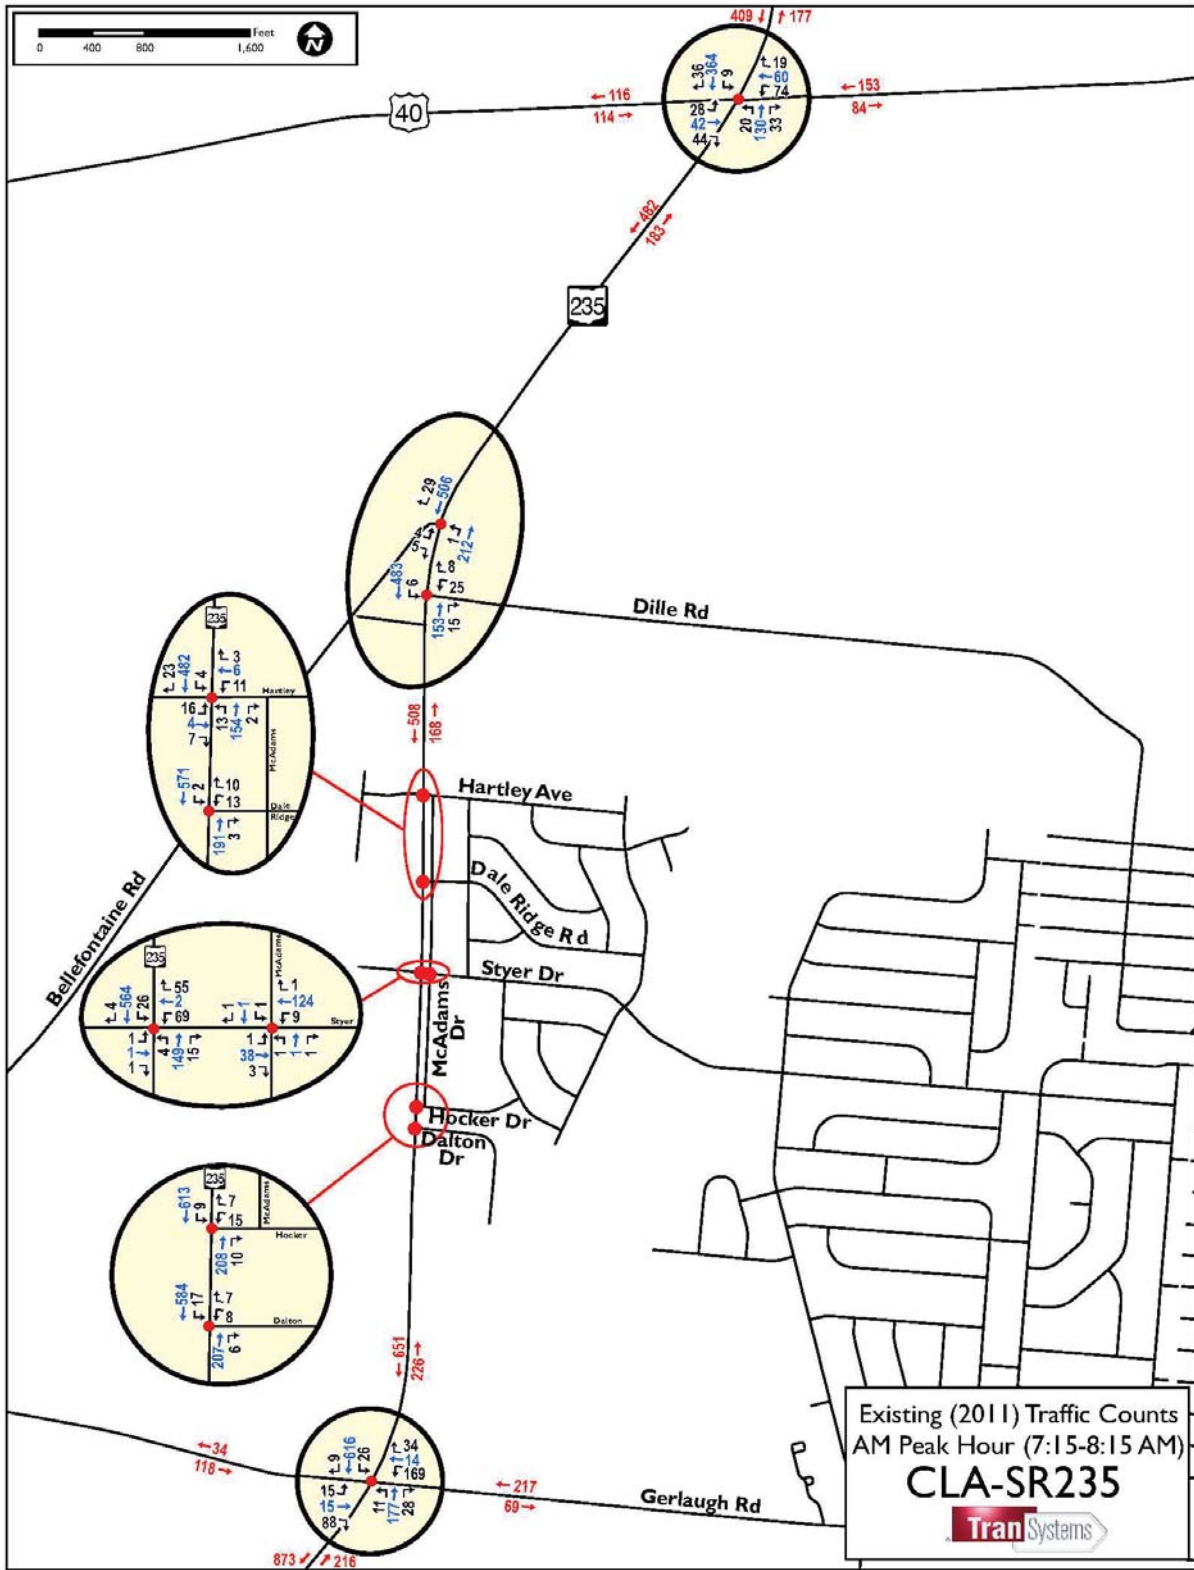 Feet
0 400 800 1,600
N
409 ↓ ↑ 177
36 364 9
19
60
74
← 153
84 →
← 116
114 →
40
28
42
44
20 130 33
← 482
183 →
235
29
← 506
4
5
1
212 →
← 483
6
8
25
153 →
15
Dille Rd
235
23 ← 482 4
3
6
11
Hartley
16
4
7
13 154 2
McAdams
← 571 2
10
13
Dale
Ridge
191 3
← 508
168 →
Hartley Ave
Dale Ridge Rd
Styer Dr
McAdams
Dr
Hocker Dr
Dalton
Dr
Bellefontaine Rd
235
McAdams
4 ← 564 26
55
2
69
1 1 1
1
← 124
9
Styer
1
1
1
4 149 15
1
38
3
1 1 1
235
McAdams
← 613 9
7
15
Hocker
208 10
← 584 17
7
8
Dalton
207 6
← 651
226 →
← 34
118 →
9 ← 616 26
34
14
169
15
15
88
11 177 28
← 217
69 →
Gerlaugh Rd
873 216
Existing (2011) Traffic Counts
AM Peak Hour (7:15-8:15 AM)
CLA-SR235
TranSystems